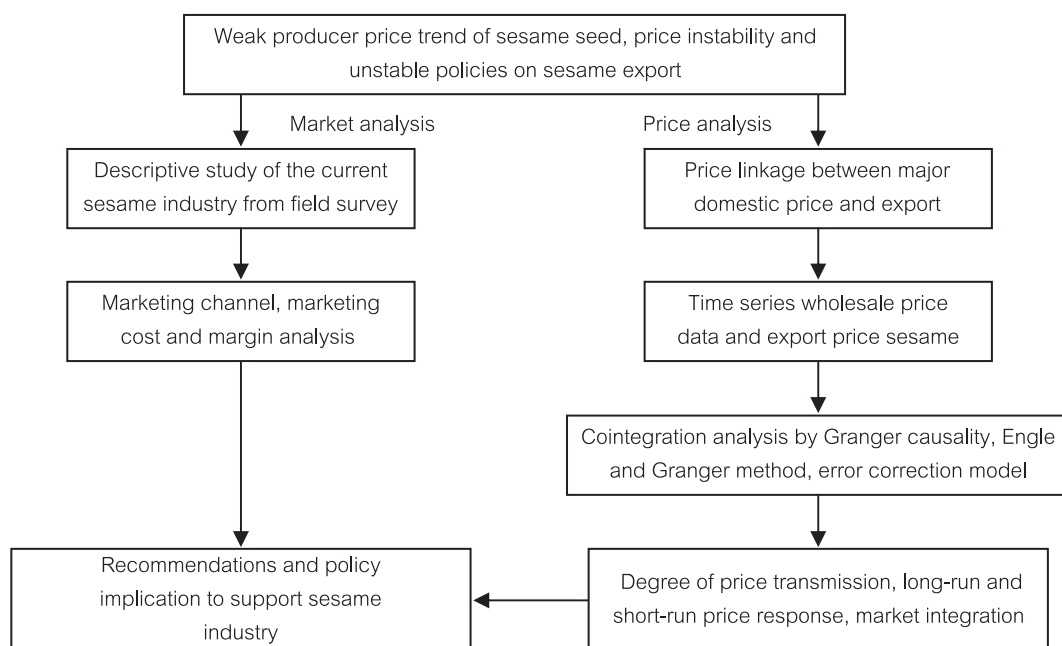 Weak producer price trend of sesame seed, price instability and
unstable policies on sesame export
Market analysis
Price analysis
Descriptive study of the current
sesame industry from field survey
Price linkage between major
domestic price and export
Marketing channel, marketing
cost and margin analysis
Time series wholesale price
data and export price sesame
Cointegration analysis by Granger causality, Engle
and Granger method, error correction model
Recommendations and policy
implication to support sesame
industry
Degree of price transmission, long-run and
short-run price response, market integration